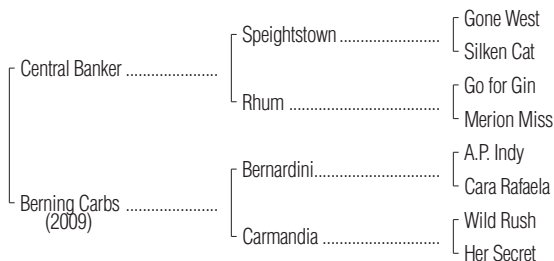 Gone West
Speightstown
Silken Cat
Central Banker
Go for Gin
Rhum
Merion Miss
A.P. Indy
Bernardini
Cara Rafaela
Berning Carbs
(2009)
Wild Rush
Carmandia
Her Secret